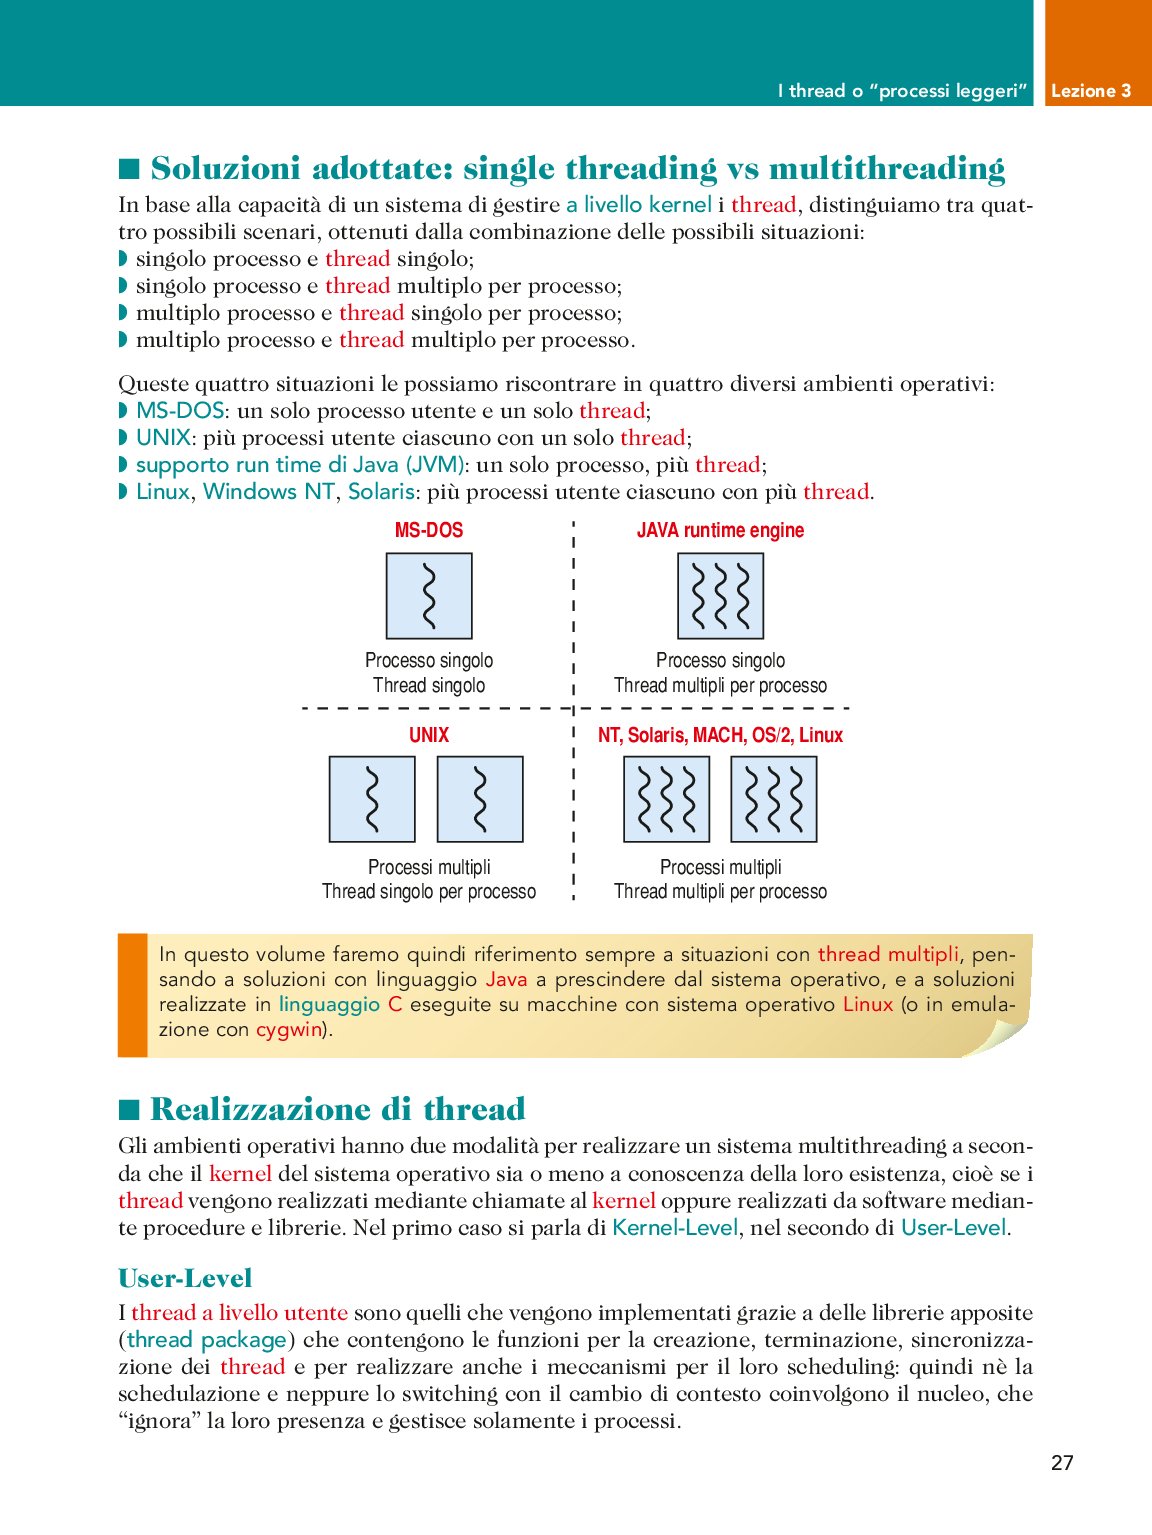 I thread o “processi leggeri” Lezione 3
Soluzioni adottate: single threading vs multithreading
In base alla capacità di un sistema di gestire a livello kernel i thread, distinguiamo tra quat-
tro possibili scenari, ottenuti dalla combinazione delle possibili situazioni:
singolo processo e thread singolo;
singolo processo e thread multiplo per processo;
multiplo processo e thread singolo per processo;
multiplo processo e thread multiplo per processo.
Queste quattro situazioni le possiamo riscontrare in quattro diversi ambienti operativi:
MS-DOS: un solo processo utente e un solo thread;
UNIX: più processi utente ciascuno con un solo thread;
supporto run time di Java (JVM): un solo processo, più thread;
Linux, Windows NT, Solaris: più processi utente ciascuno con più thread.
MS-DOS
Processo singolo
Thread singolo
JAVA runtime engine
Processo singolo
Thread multipli per processo
UNIX
Processi multipli
Thread singolo per processo
NT, Solaris, MACH, OS/2, Linux
Processi multipli
Thread multipli per processo
In questo volume faremo quindi riferimento sempre a situazioni con thread multipli, pen-
sando a soluzioni con linguaggio Java a prescindere dal sistema operativo, e a soluzioni
realizzate in linguaggio C eseguite su macchine con sistema operativo Linux (o in emula-
zione con cygwin).
Realizzazione di thread
Gli ambienti operativi hanno due modalità per realizzare un sistema multithreading a secon-
da che il kernel del sistema operativo sia o meno a conoscenza della loro esistenza, cioè se i
thread vengono realizzati mediante chiamate al kernel oppure realizzati da software median-
te procedure e librerie. Nel primo caso si parla di Kernel-Level, nel secondo di User-Level.
User-Level
I thread a livello utente sono quelli che vengono implementati grazie a delle librerie apposite
(thread package) che contengono le funzioni per la creazione, terminazione, sincronizza-
zione dei thread e per realizzare anche i meccanismi per il loro scheduling: quindi nè la
schedulazione e neppure lo switching con il cambio di contesto coinvolgono il nucleo, che
“ignora” la loro presenza e gestisce solamente i processi.
27